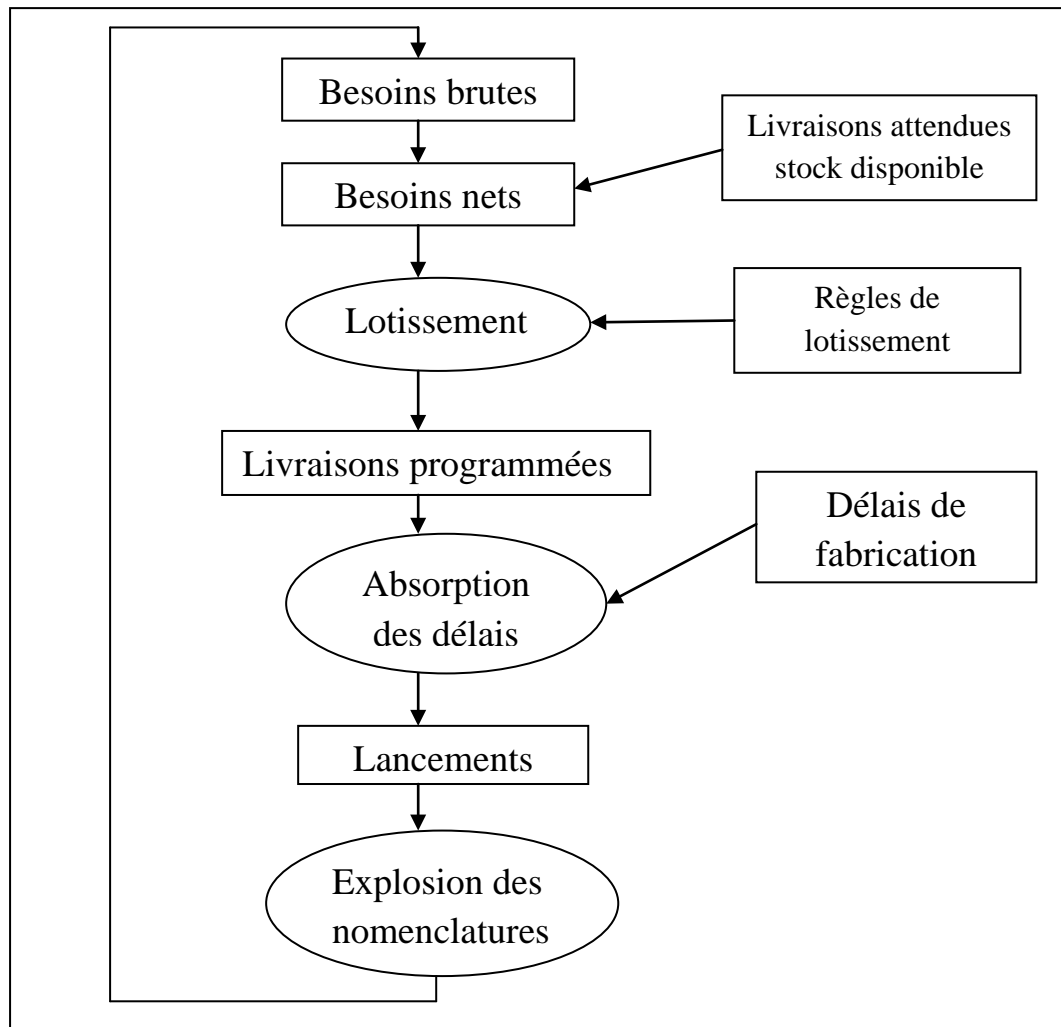 Besoins brutes
Livraisons attendues
stock disponible
Besoins nets
Lotissement
Règles de
lotissement
Livraisons programmées
Délais de
fabrication
Absorption
des délais
Lancements
Explosion des
nomenclatures